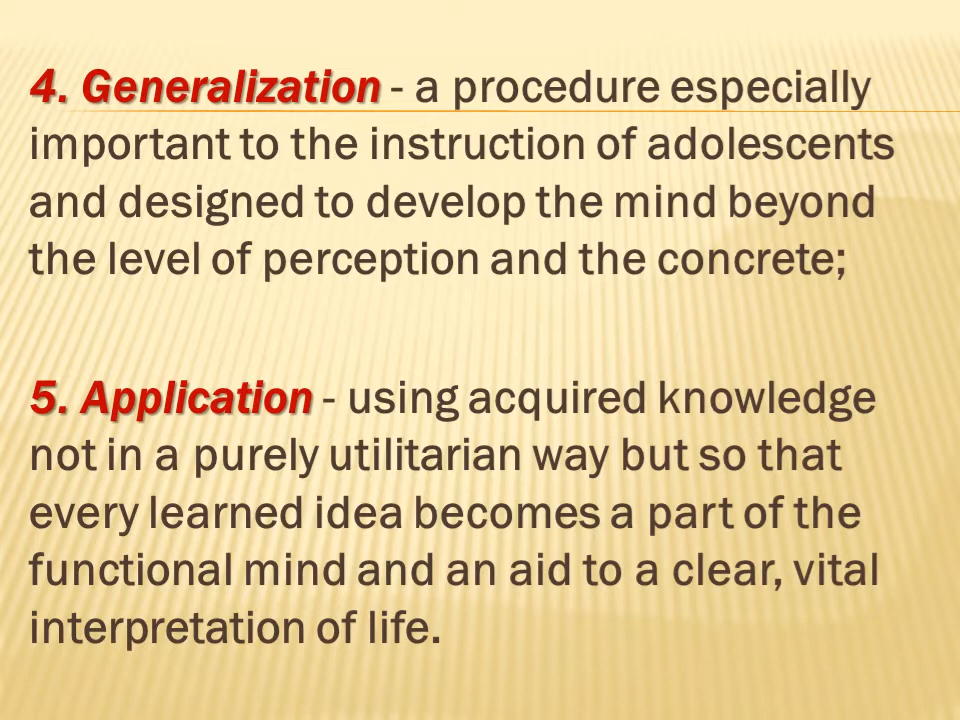 4. Generalization - a procedure especially
important to the instruction of adolescents
and designed to develop the mind beyond
the level of perception and the concrete;
5. Application - using acquired knowledge
not in a purely utilitarian way but so that
every learned idea becomes a part of the
functional mind and an aid to a clear, vital
interpretation of life.